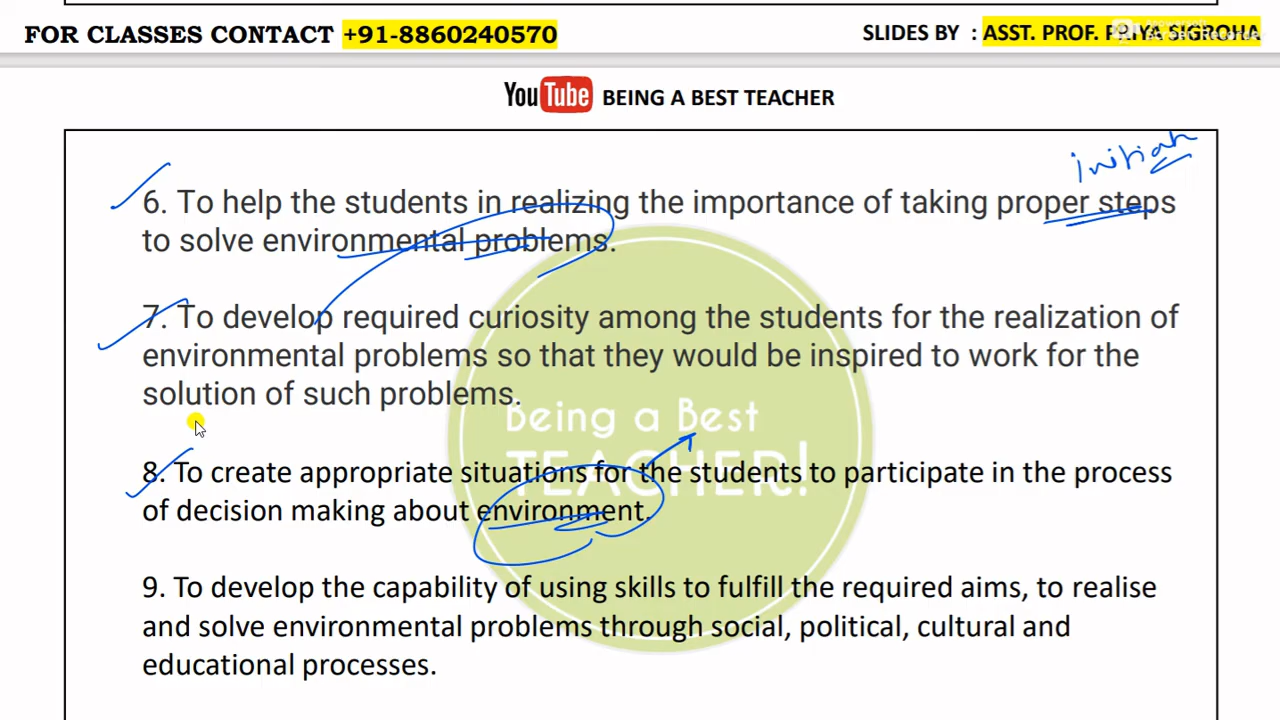 FOR CLASSES CONTACT +91-8860240570
SLIDES BY : ASST. PROF. PRIYA SIGROHA
YouTube BEING A BEST TEACHER
6. To help the students in realizing the importance of taking proper steps
to solve environmental problems.
7. To develop required curiosity among the students for the realization of
environmental problems so that they would be inspired to work for the
solution of such problems.
Being a Best
TEACHER!
8. To create appropriate situations for the students to participate in the process
of decision making about environment.
9. To develop the capability of using skills to fulfill the required aims, to realise
and solve environmental problems through social, political, cultural and
educational processes.